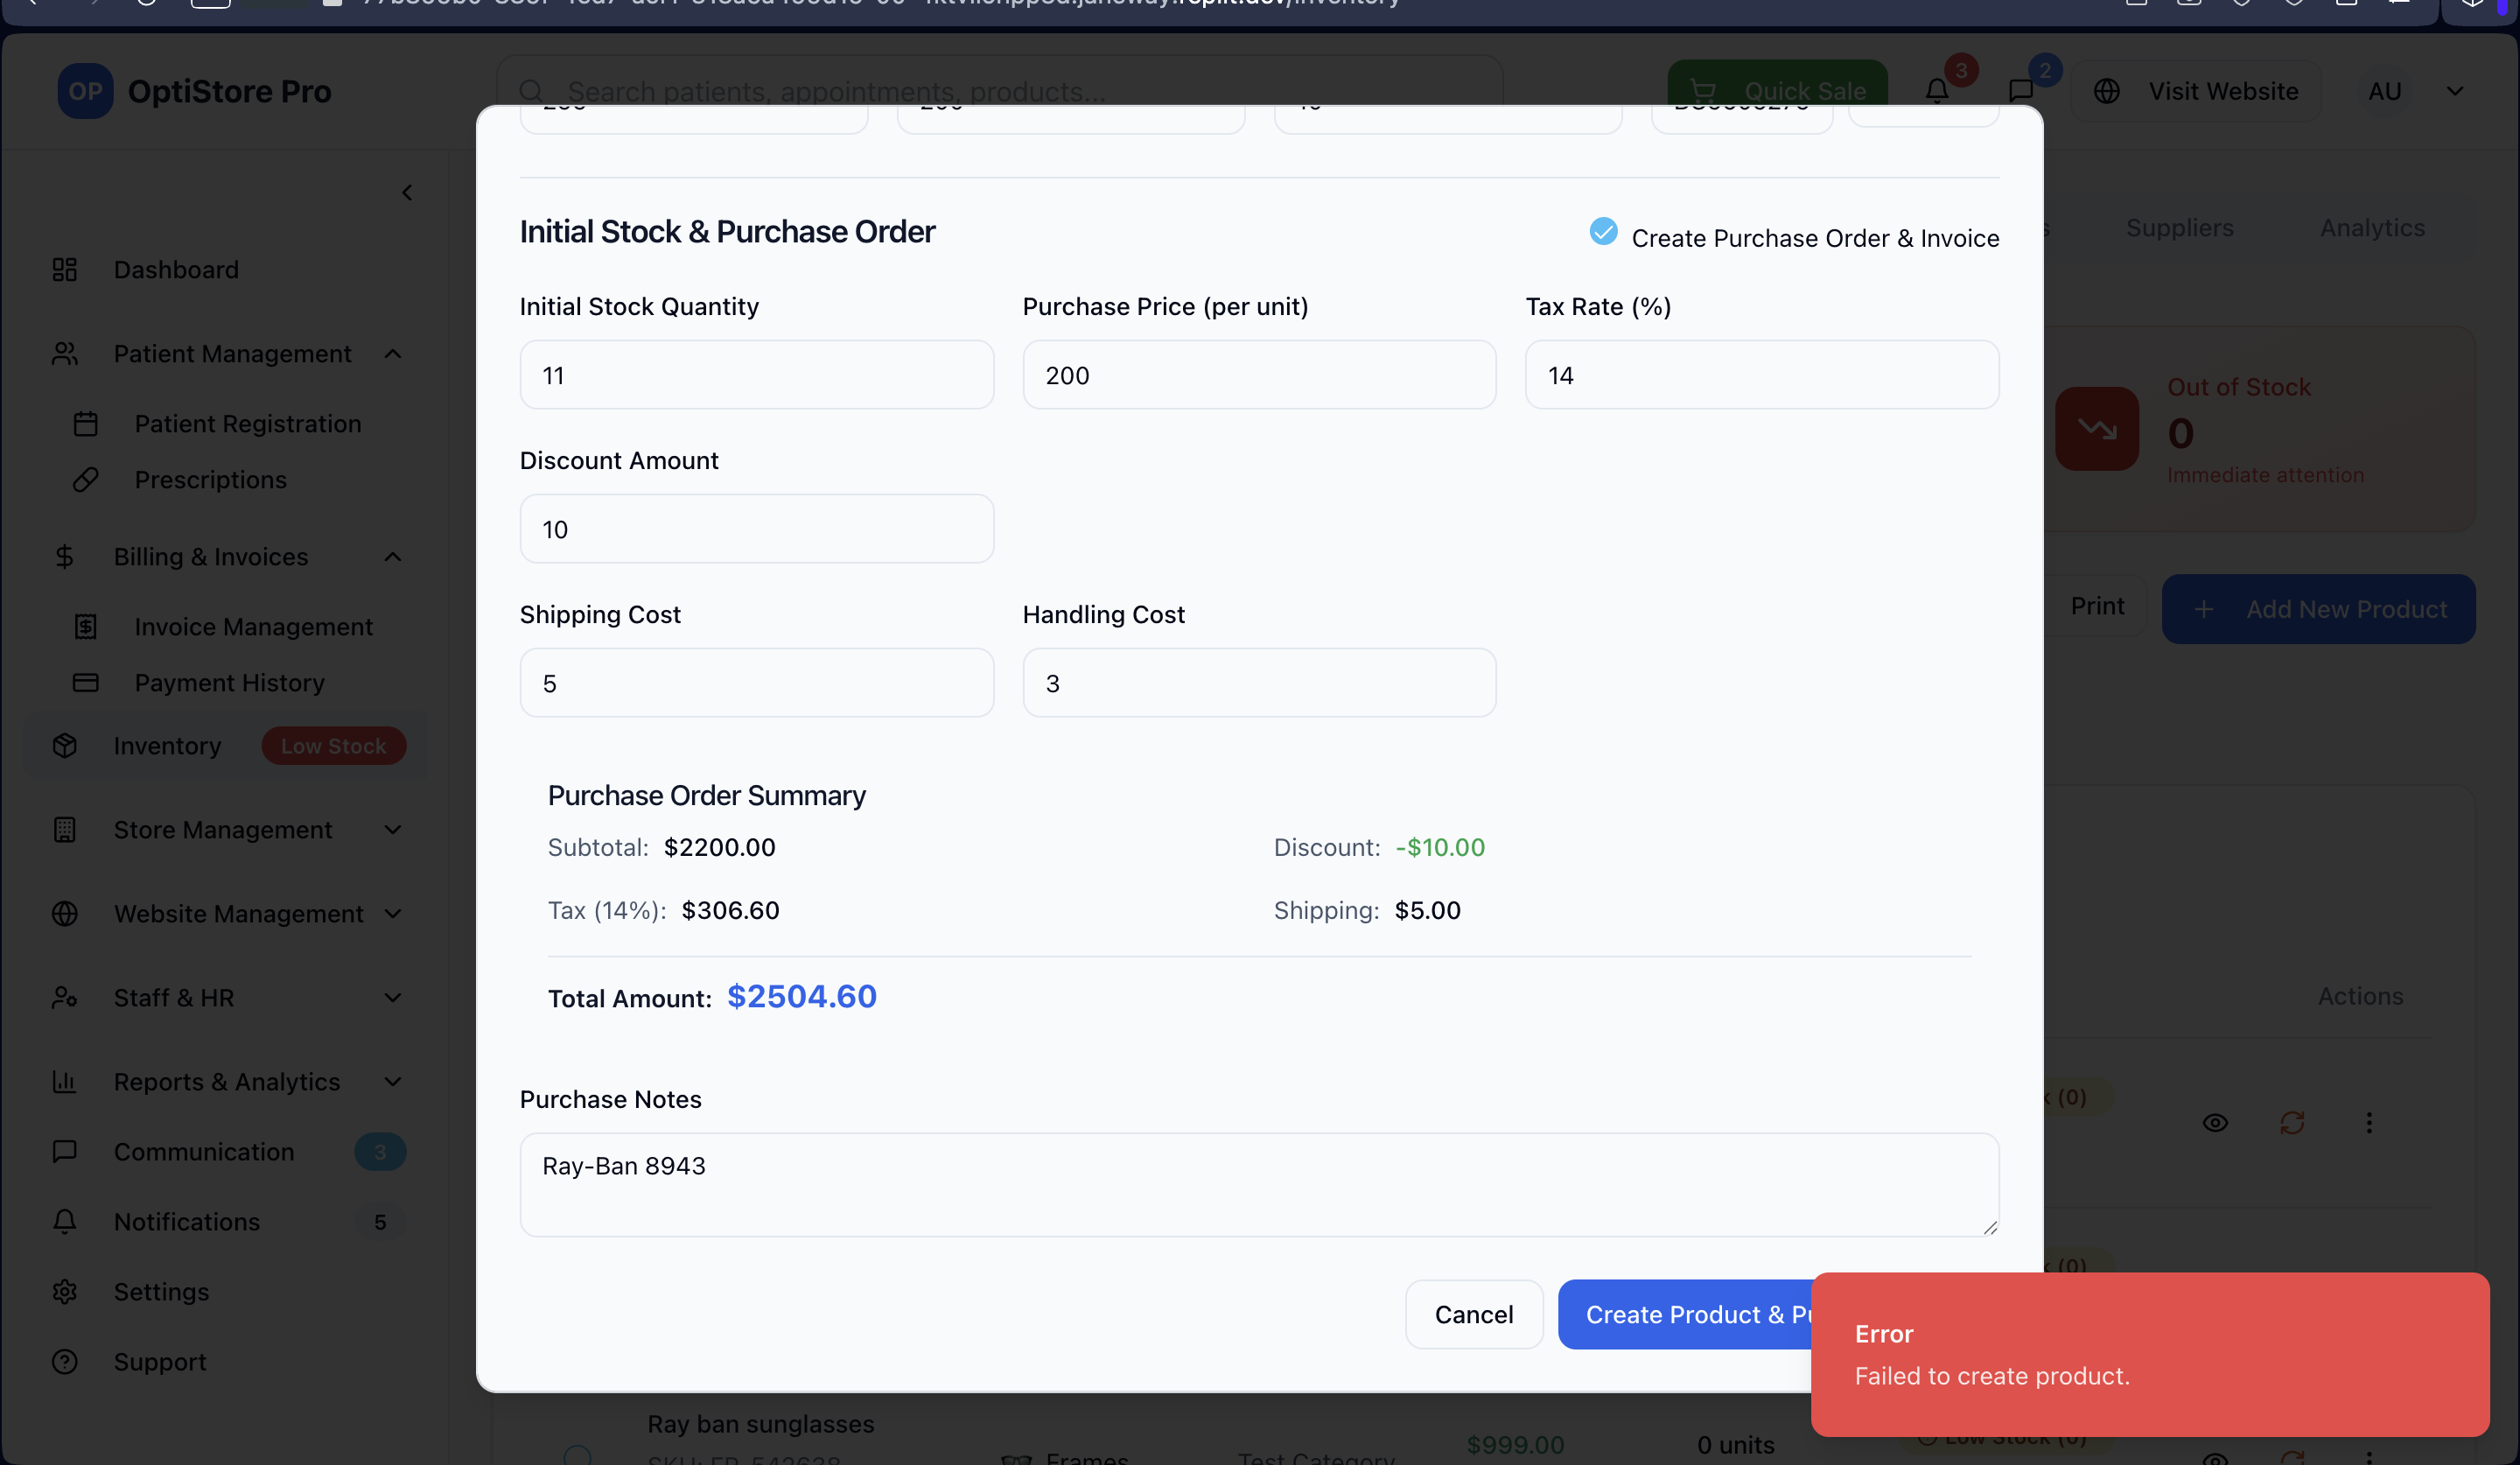 OP OptiStore Pro
Search patients, appointments, products...
Quick Sale
3
2
Visit Website
AU
Dashboard
Patient Management
Patient Registration
Prescriptions
Billing & Invoices
Invoice Management
Payment History
Inventory Low Stock
Store Management
Website Management
Staff & HR
Reports & Analytics
Communication 3
Notifications 5
Settings
Support
Suppliers Analytics
Out of Stock
0
Immediate attention
Print + Add New Product
Actions
Initial Stock & Purchase Order
Create Purchase Order & Invoice
Initial Stock Quantity Purchase Price (per unit) Tax Rate (%)
11 200 14
Discount Amount
10
Shipping Cost Handling Cost
5 3
Purchase Order Summary
Subtotal: $2200.00 Discount: -$10.00
Tax (14%): $306.60 Shipping: $5.00
Total Amount: $2504.60
Purchase Notes
Ray-Ban 8943
Cancel Create Product &
Error
Failed to create product.
Ray ban sunglasses
Frames Test Category $999.00 0 units Low Stock (0)